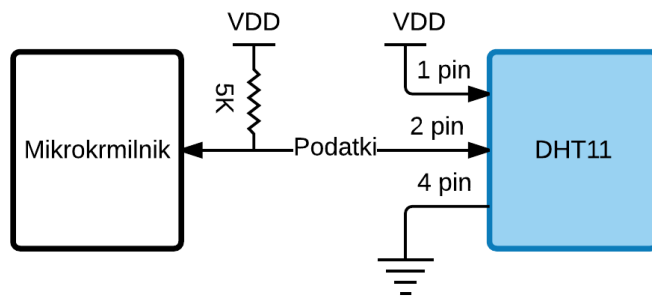 VDD
VDD
1 pin
5K
2 pin
Mikrokrmilnik
Podatki
DHT11
4 pin